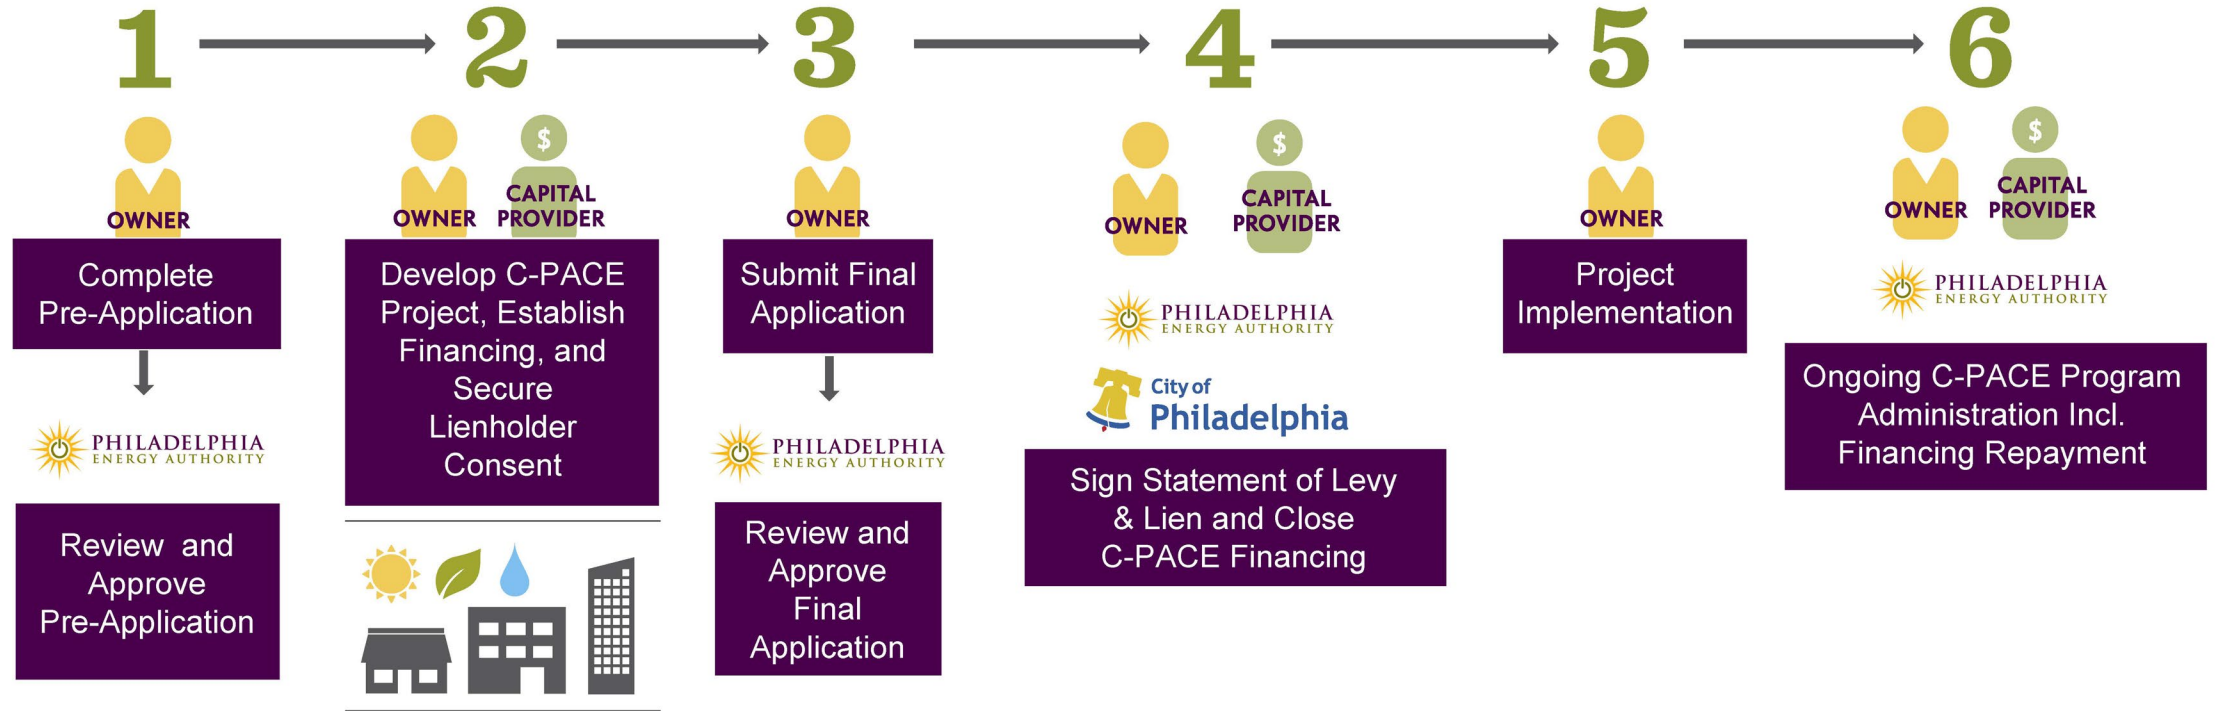 1
2
3
4
5
6
OWNER
Complete
Pre-Application
PHILADELPHIA
ENERGY AUTHORITY
Review and
Approve
Pre-Application
OWNER
$
CAPITAL
PROVIDER
Develop C-PACE
Project, Establish
Financing, and
Secure
Lienholder
Consent
OWNER
Submit Final
Application
PHILADELPHIA
ENERGY AUTHORITY
Review and
Approve
Final
Application
OWNER
$
CAPITAL
PROVIDER
PHILADELPHIA
ENERGY AUTHORITY
City of
Philadelphia
Sign Statement of Levy
& Lien and Close
C-PACE Financing
OWNER
Project
Implementation
OWNER
$
CAPITAL
PROVIDER
PHILADELPHIA
ENERGY AUTHORITY
Ongoing C-PACE Program
Administration Incl.
Financing Repayment